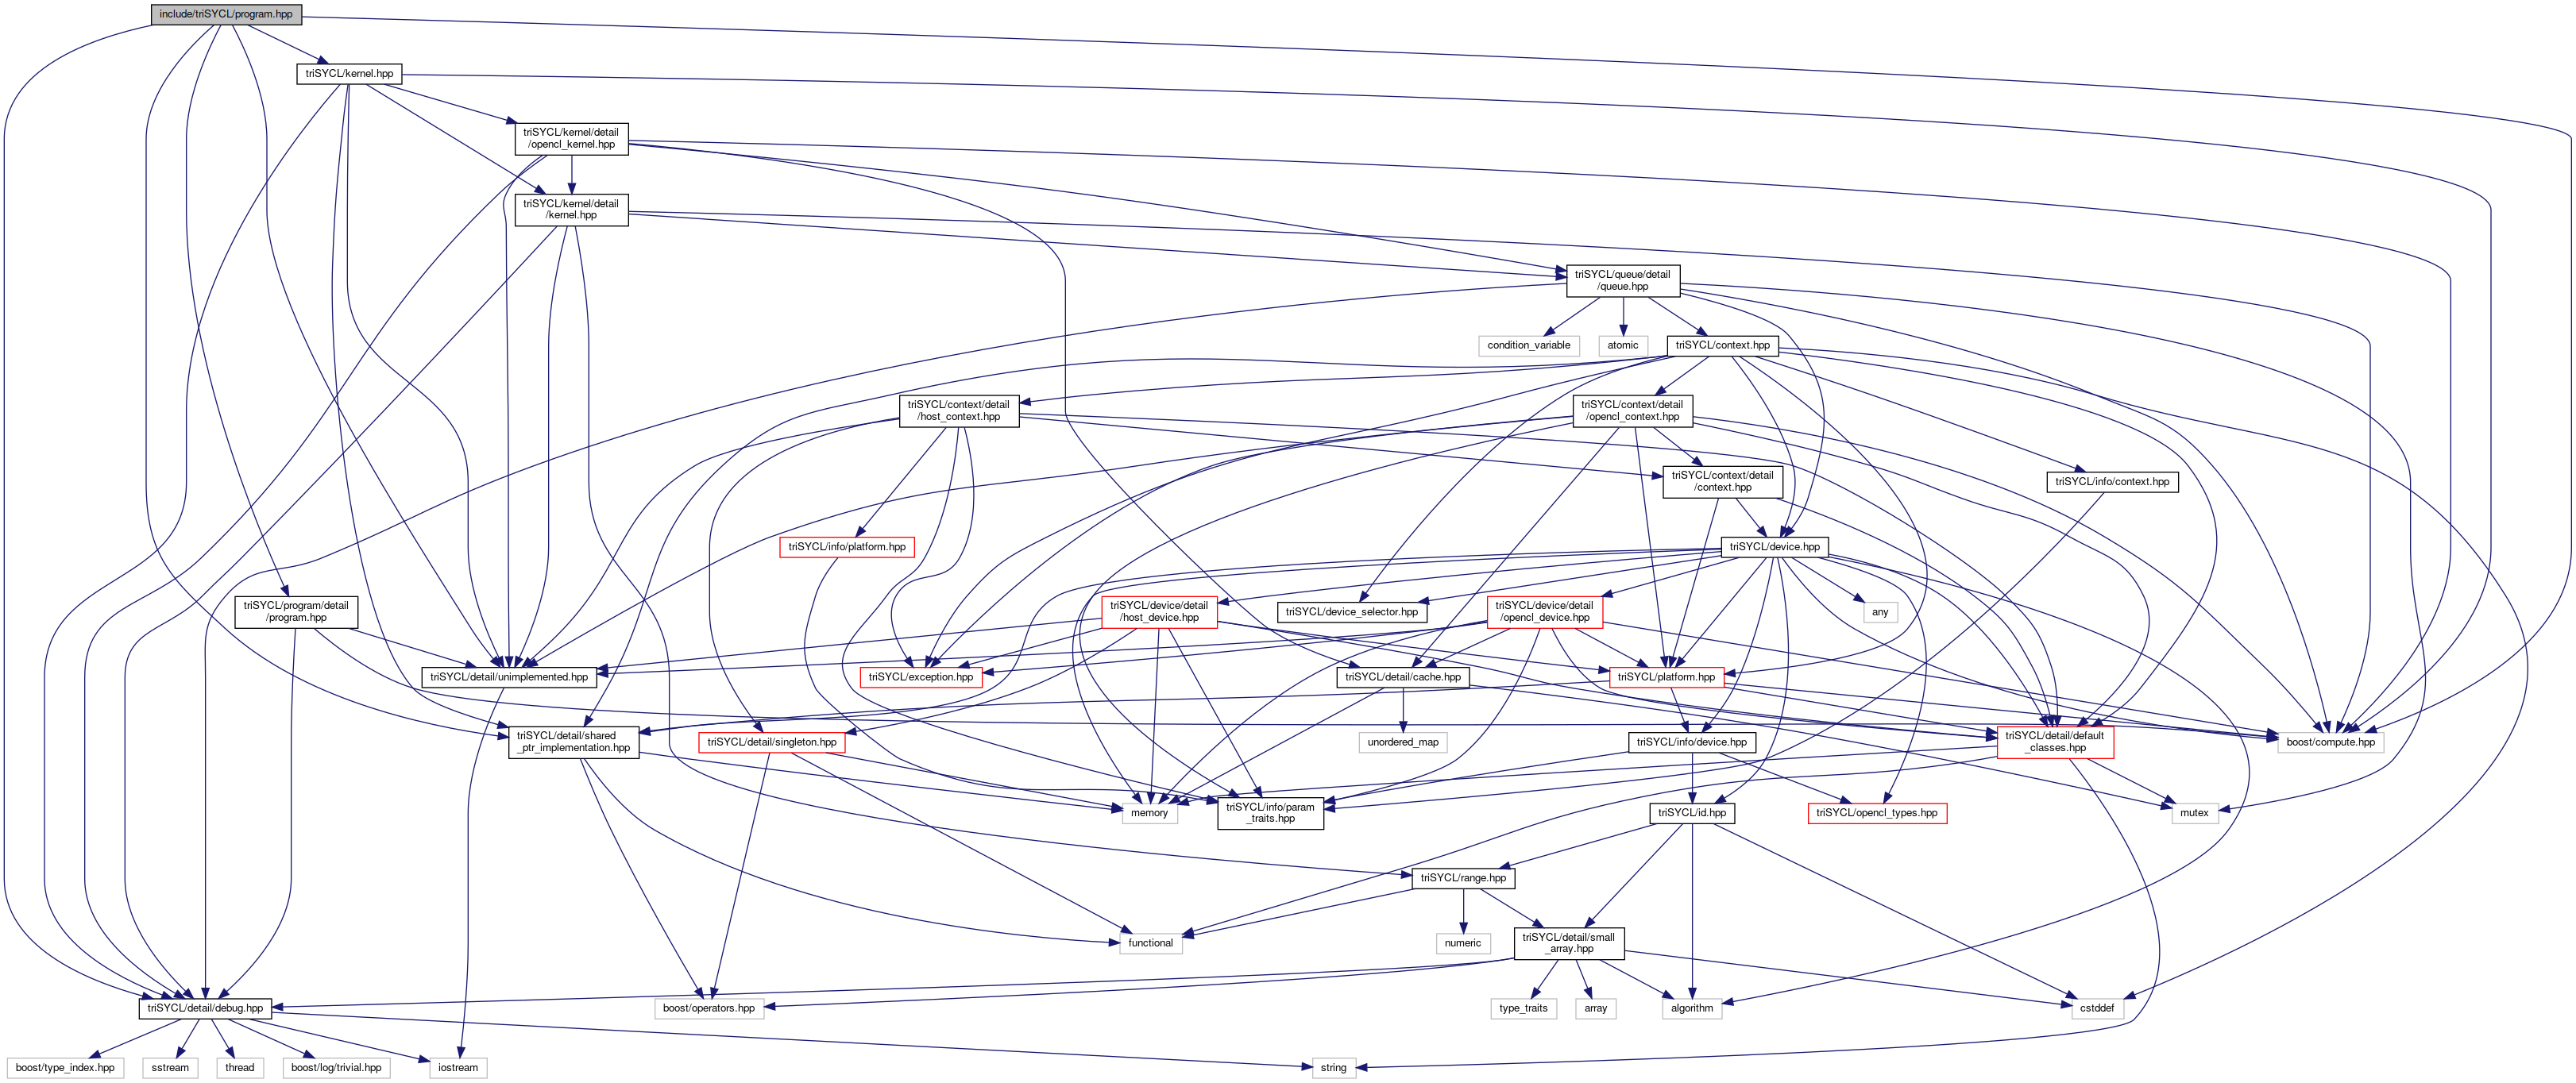 include/triSYCL/program.hpp
triSYCL/kernel.hpp
triSYCL/kernel/detail
/opencl_kernel.hpp
triSYCL/kernel/detail
/kernel.hpp
triSYCL/queue/detail
/queue.hpp
condition_variable
atomic
triSYCL/context.hpp
triSYCL/context/detail
/host_context.hpp
triSYCL/context/detail
/opencl_context.hpp
triSYCL/context/detail
/context.hpp
triSYCL/info/context.hpp
triSYCL/info/platform.hpp
triSYCL/device.hpp
triSYCL/program/detail
/program.hpp
triSYCL/device/detail
/host_device.hpp
triSYCL/device_selector.hpp
triSYCL/device/detail
/opencl_device.hpp
any
triSYCL/detail/unimplemented.hpp
triSYCL/exception.hpp
triSYCL/detail/cache.hpp
triSYCL/platform.hpp
triSYCL/detail/shared
_ptr_implementation.hpp
triSYCL/detail/singleton.hpp
unordered_map
triSYCL/info/device.hpp
triSYCL/detail/default
_classes.hpp
boost/compute.hpp
memory
triSYCL/info/param
_traits.hpp
triSYCL/id.hpp
triSYCL/opencl_types.hpp
mutex
triSYCL/range.hpp
functional
numeric
triSYCL/detail/small
_array.hpp
triSYCL/detail/debug.hpp
boost/operators.hpp
type_traits
array
algorithm
cstddef
boost/type_index.hpp
sstream
thread
boost/log/trivial.hpp
iostream
string